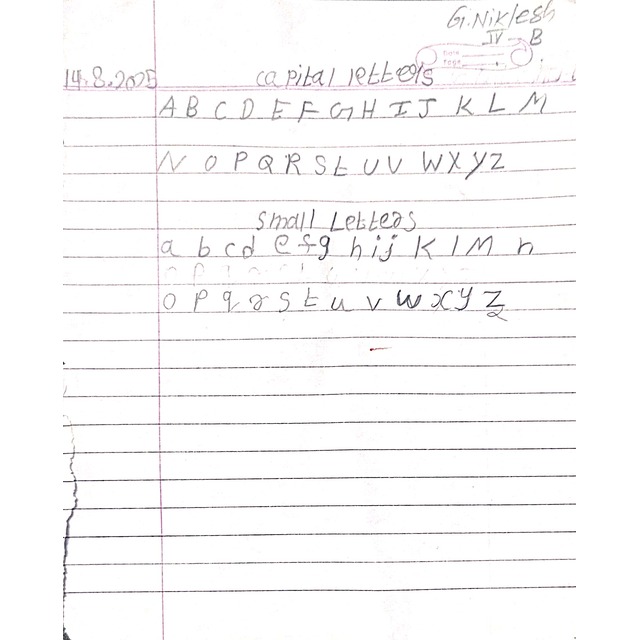 G.Niklesh
IV - B
Date
Page
14.8.2025 capital letters
A B C D E F G H I J K L M
N O P Q R S t U V W X Y Z
small Letters
a b c d e f g h i j K l M n
o p q r s t u v w x y z